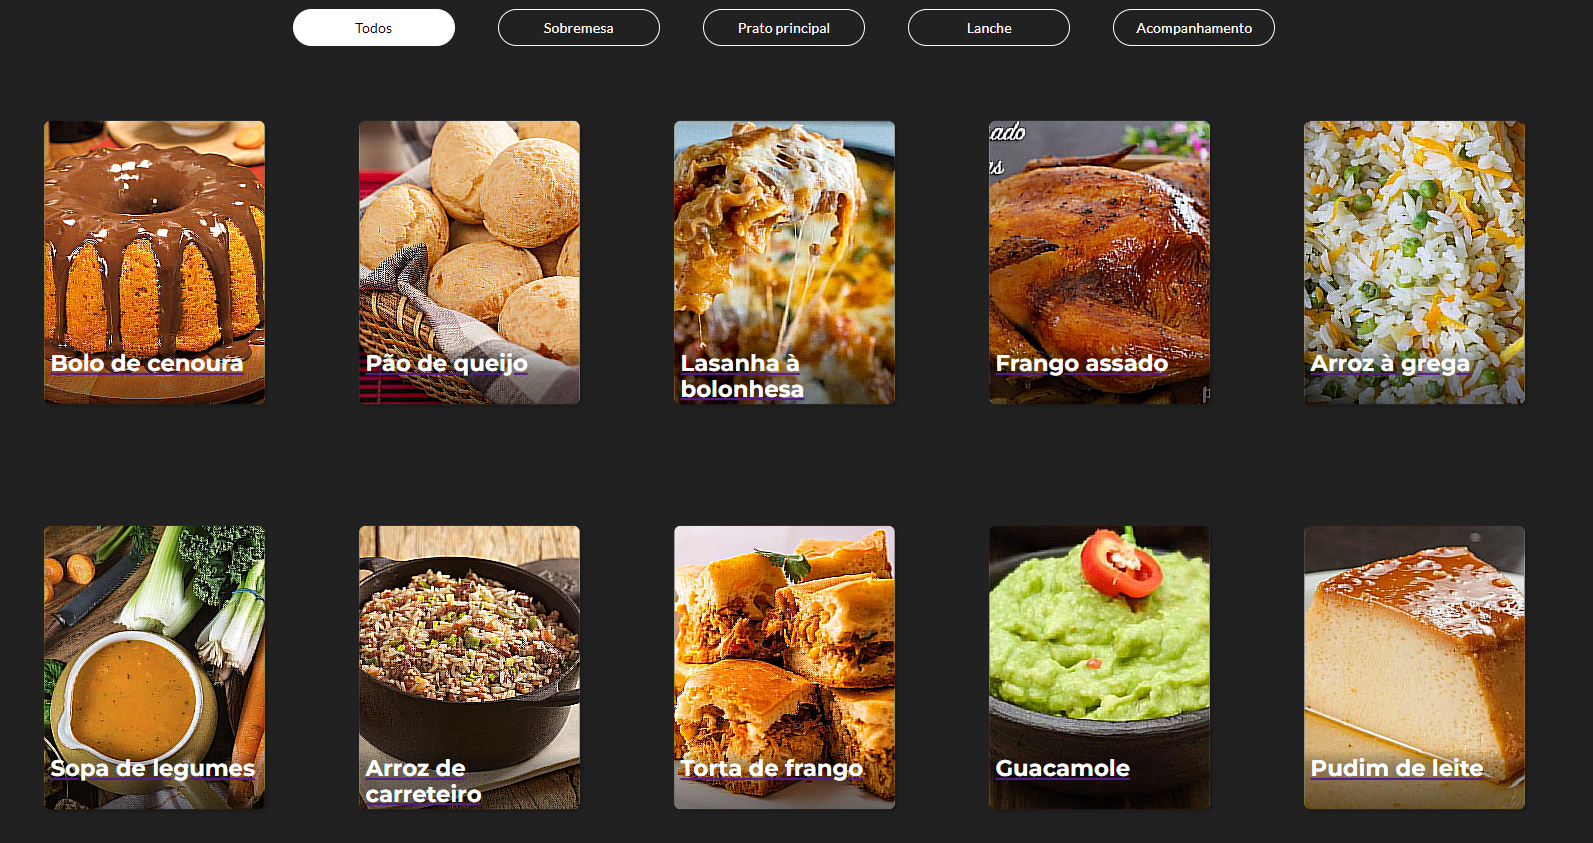 Todos
Sobremesa
Prato principal
Lanche
Acompanhamento
ado
as
Bolo de cenoura
Pão de queijo
Lasanha à
bolonhesa
Frango assado
Arroz à grega
Sopa de legumes
Arroz de
carreteiro
Torta de frango
Guacamole
Pudim de leite